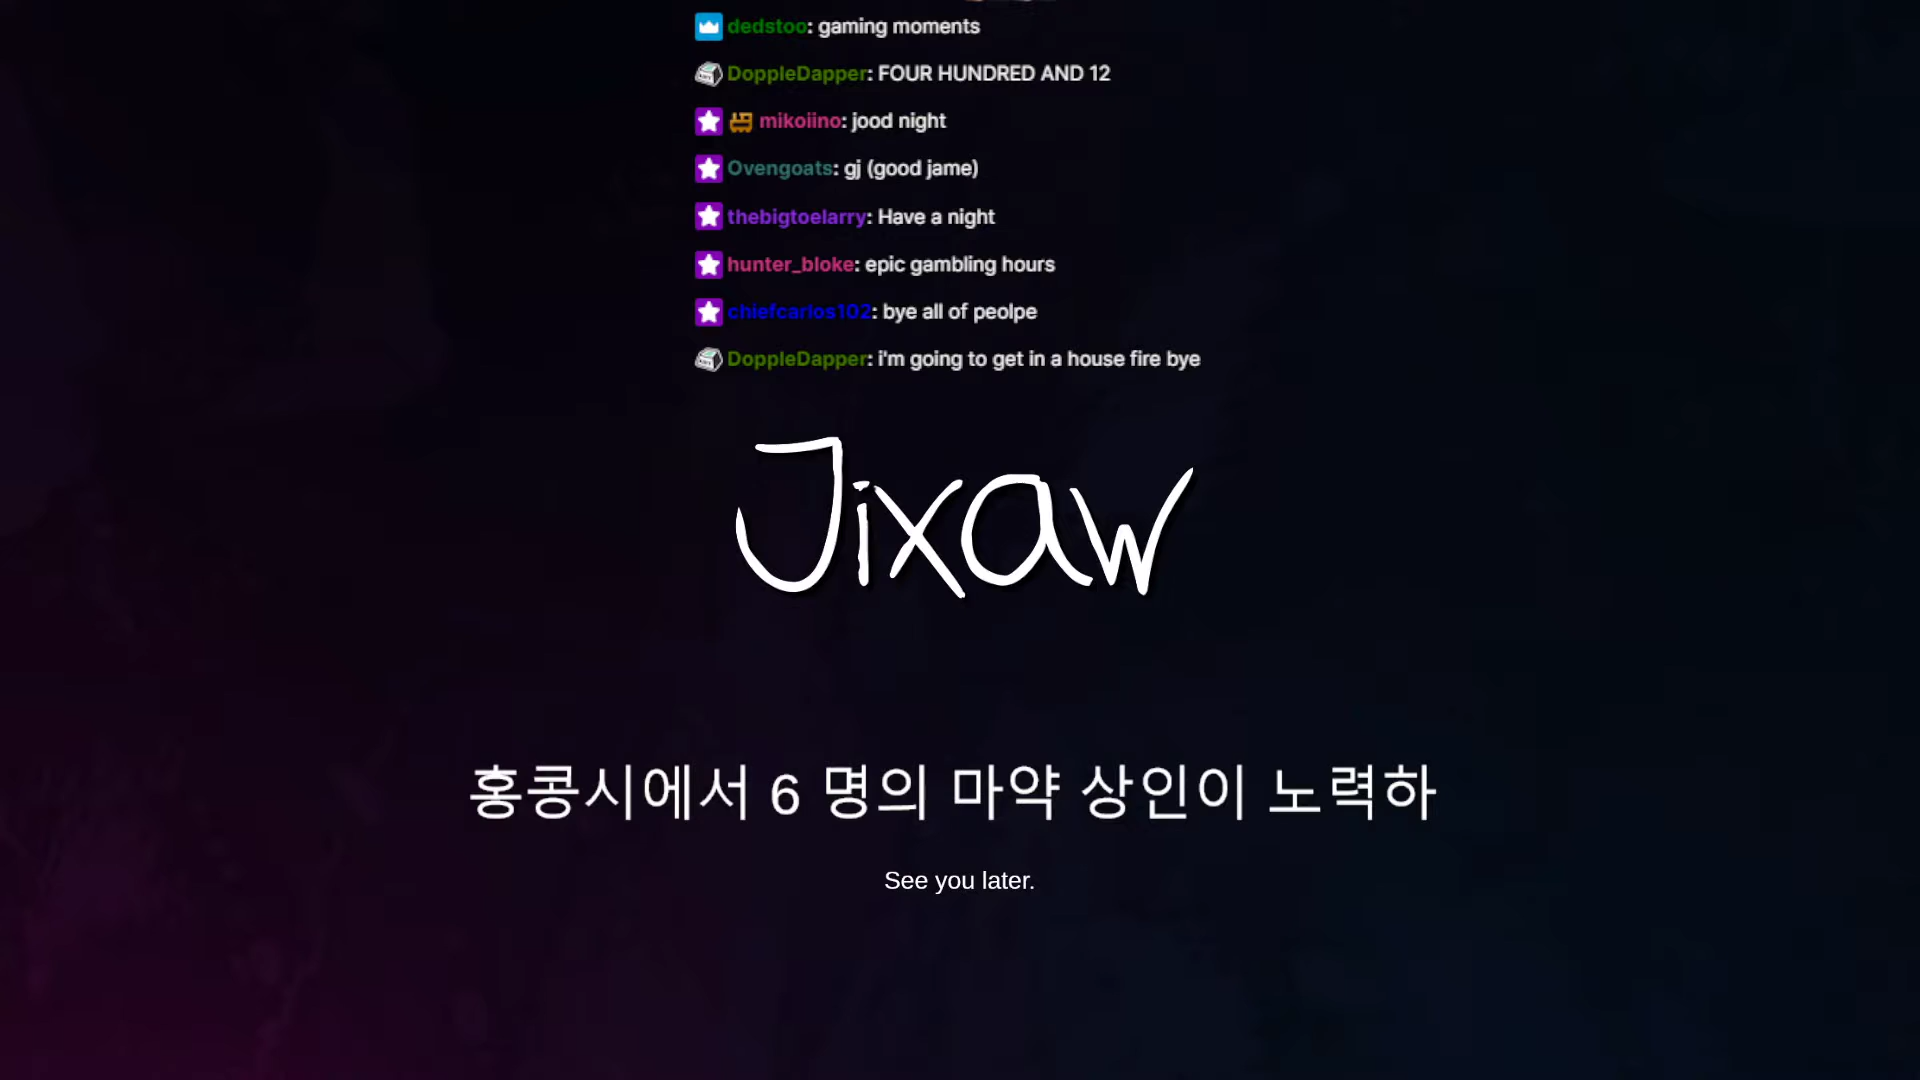 dedstoo: gaming moments
DoppleDapper: FOUR HUNDRED AND 12
mikoiino: jood night
Ovengoats: gj (good jame)
thebigtoelarry: Have a night
hunter_bloke: epic gambling hours
chiefcarlos102: bye all of peolpe
DoppleDapper: i'm going to get in a house fire bye
Jixaw
홍콩시에서 6 명의 마약 상인이 노력하
See you later.